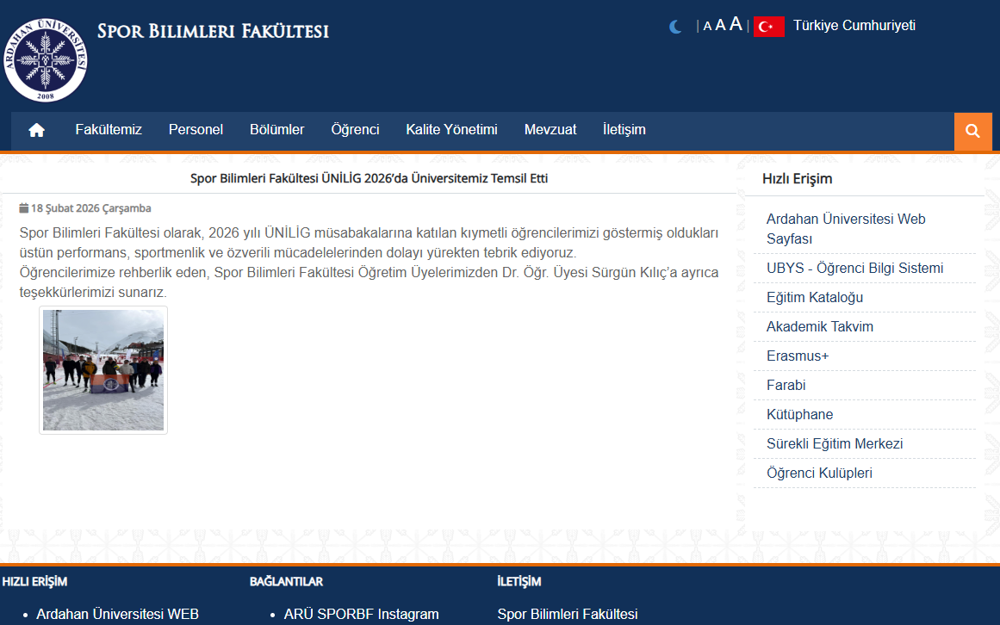 ARDAHAN ÜNİVERSİTESİ
2008
SPOR BILIMLERI FAKÜLTESI
| A A A |
Türkiye Cumhuriyeti
Fakültemiz Personel Bölümler Öğrenci Kalite Yönetimi Mevzuat İletişim
Spor Bilimleri Fakültesi ÜNİLİG 2026’da Üniversitemiz Temsil Etti
18 Şubat 2026 Çarşamba
Spor Bilimleri Fakültesi olarak, 2026 yılı ÜNİLİG müsabakalarına katılan kıymetli öğrencilerimizi göstermiş oldukları
üstün performans, sportmenlik ve özverili mücadelelerinden dolayı yürekten tebrik ediyoruz.
Öğrencilerimize rehberlik eden, Spor Bilimleri Fakültesi Öğretim Üyelerimizden Dr. Öğr. Üyesi Sürgün Kılıç’a ayrıca
teşekkürlerimizi sunarız.
Hızlı Erişim
Ardahan Üniversitesi Web
Sayfası
UBYS - Öğrenci Bilgi Sistemi
Eğitim Kataloğu
Akademik Takvim
Erasmus+
Farabi
Kütüphane
Sürekli Eğitim Merkezi
Öğrenci Kulüpleri
HIZLI ERİŞİM
• Ardahan Üniversitesi WEB
BAĞLANTILAR
• ARÜ SPORBF Instagram
İLETİŞİM
Spor Bilimleri Fakültesi